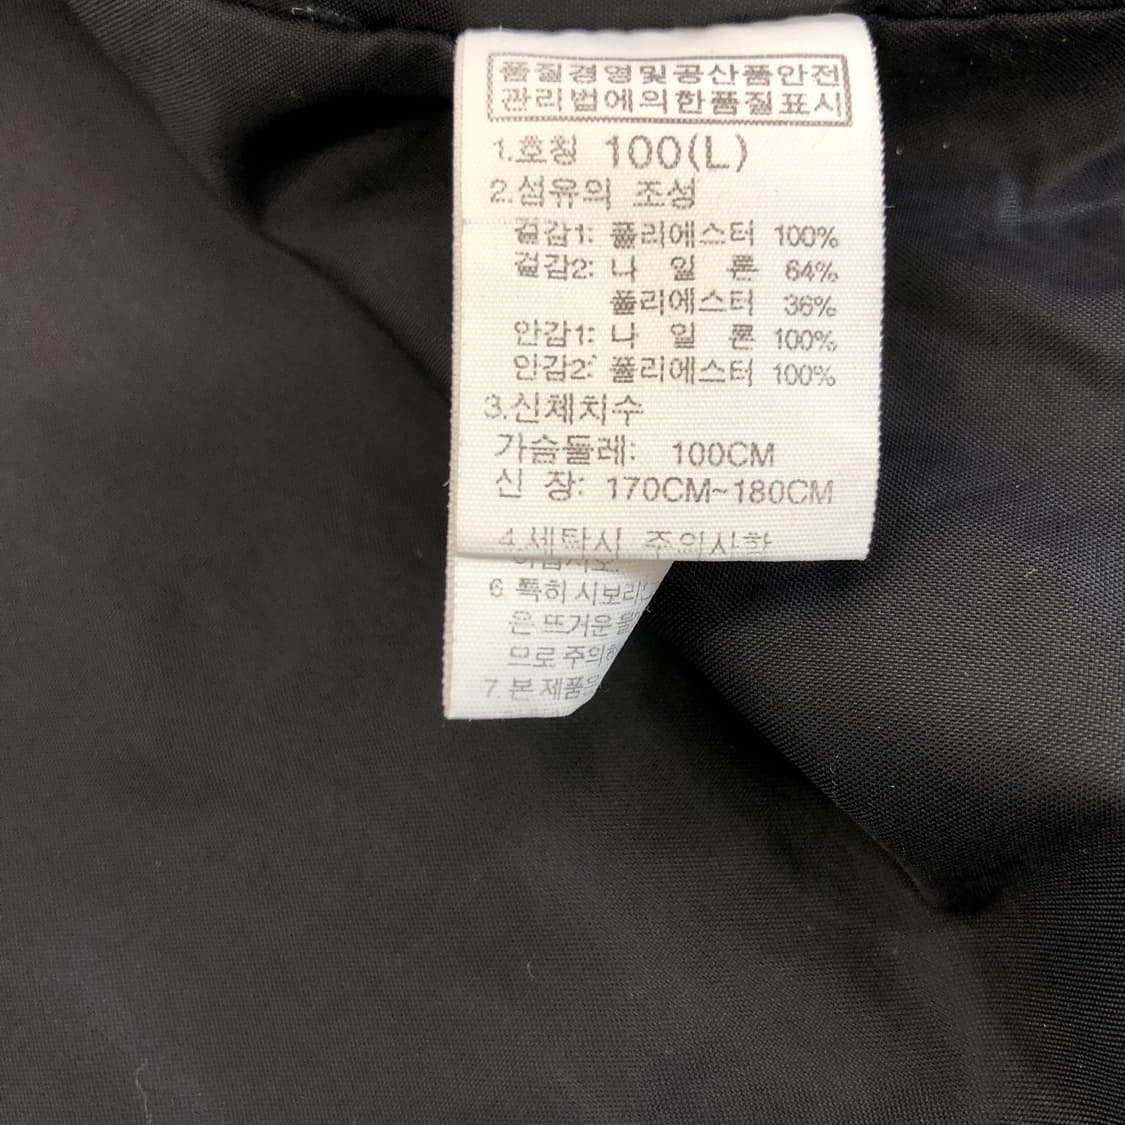 품질경영및공산품안전
관리법에의한품질표시
1.호칭 100(L)
2.섬유의 조성
겉감1: 폴리에스터 100%
겉감2: 나 일 론 64%
폴리에스터 36%
안감1: 나 일 론 100%
안감2: 폴리에스터 100%
3.신체치수
가슴둘레: 100CM
신 장: 170CM~180CM
4.세탁시 주의사항
6 특히 시보리
은 뜨거운
므로
7.본 제품